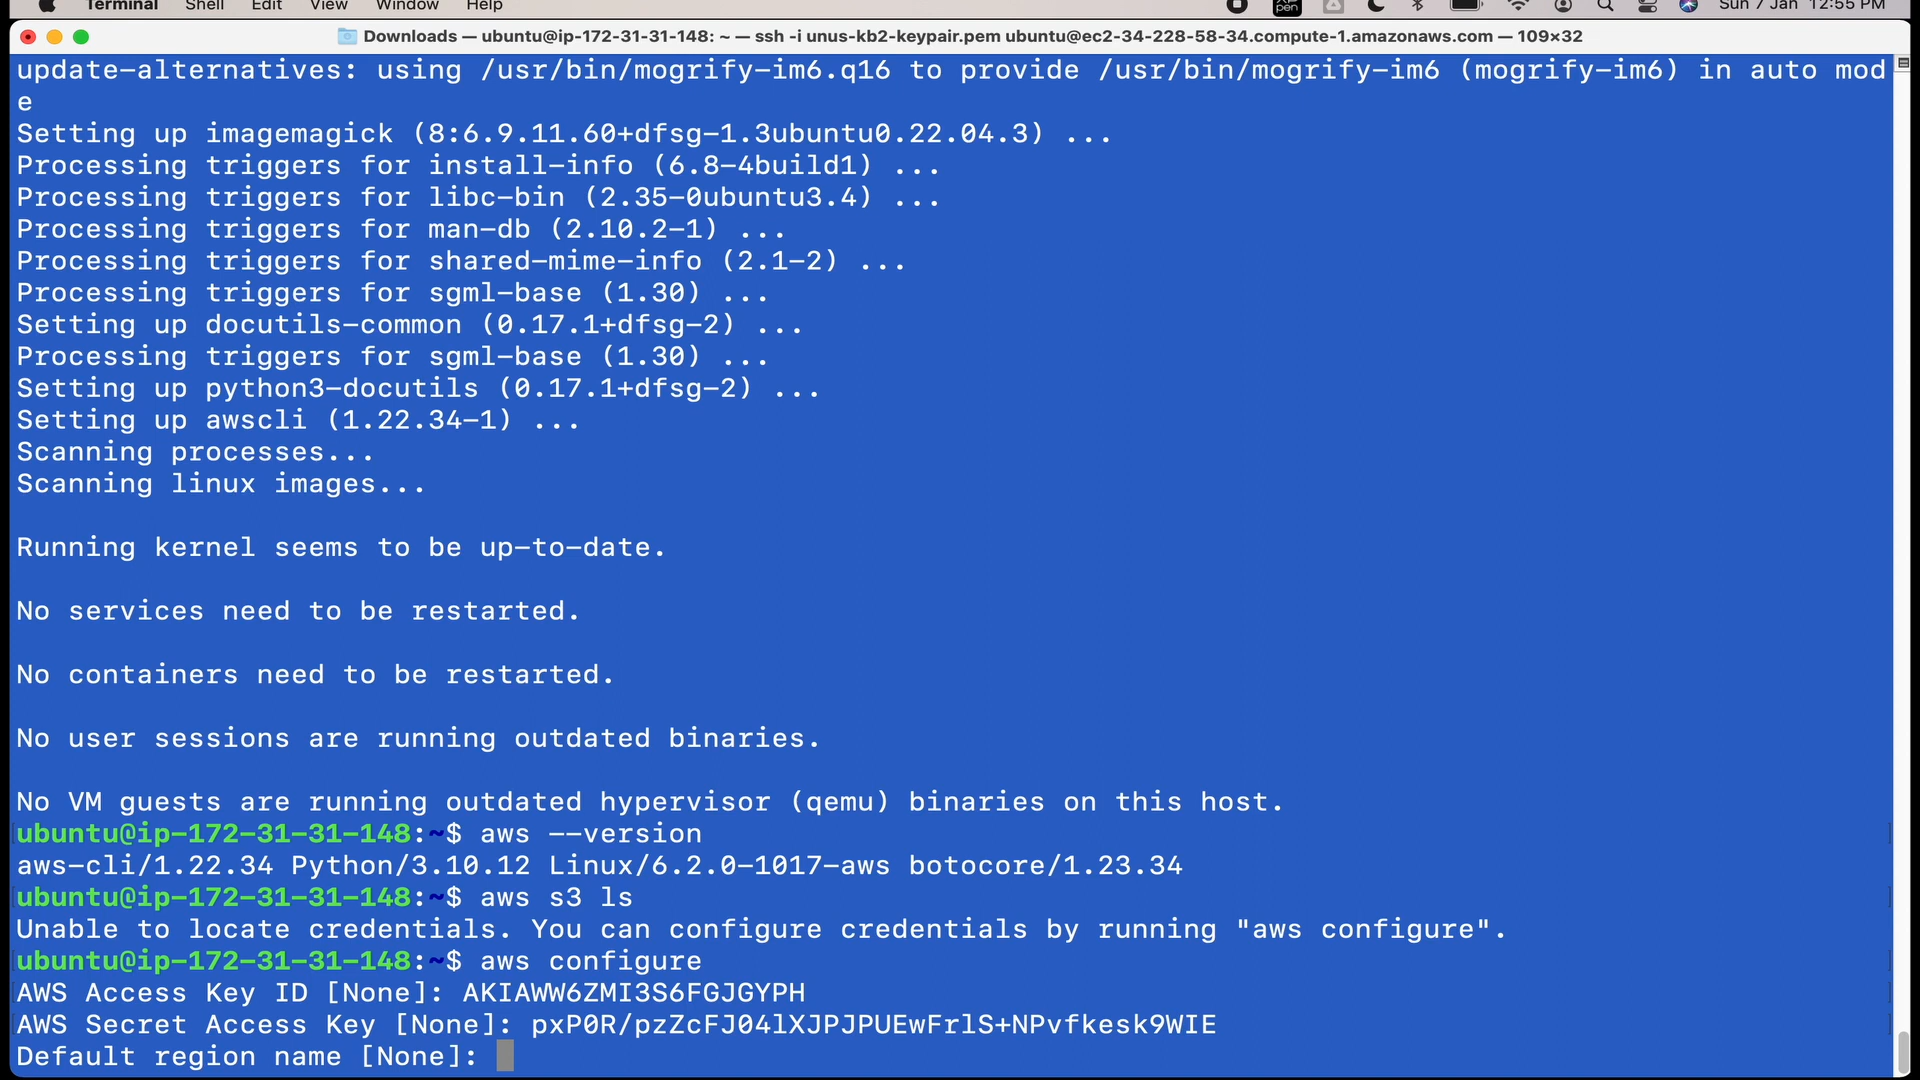 Terminal Shell Edit View Window Help Sun 7 Jan 12:55 PM
Downloads — ubuntu@ip-172-31-31-148: ~ — ssh -i unus-kb2-keypair.pem ubuntu@ec2-34-228-58-34.compute-1.amazonaws.com — 109×32
update-alternatives: using /usr/bin/mogrify-im6.q16 to provide /usr/bin/mogrify-im6 (mogrify-im6) in auto mod
e
Setting up imagemagick (8:6.9.11.60+dfsg-1.3ubuntu0.22.04.3) ...
Processing triggers for install-info (6.8-4build1) ...
Processing triggers for libc-bin (2.35-0ubuntu3.4) ...
Processing triggers for man-db (2.10.2-1) ...
Processing triggers for shared-mime-info (2.1-2) ...
Processing triggers for sgml-base (1.30) ...
Setting up docutils-common (0.17.1+dfsg-2) ...
Processing triggers for sgml-base (1.30) ...
Setting up python3-docutils (0.17.1+dfsg-2) ...
Setting up awscli (1.22.34-1) ...
Scanning processes...
Scanning linux images...
Running kernel seems to be up-to-date.
No services need to be restarted.
No containers need to be restarted.
No user sessions are running outdated binaries.
No VM guests are running outdated hypervisor (qemu) binaries on this host.
ubuntu@ip-172-31-31-148:~$ aws --version
aws-cli/1.22.34 Python/3.10.12 Linux/6.2.0-1017-aws botocore/1.23.34
ubuntu@ip-172-31-31-148:~$ aws s3 ls
Unable to locate credentials. You can configure credentials by running "aws configure".
ubuntu@ip-172-31-31-148:~$ aws configure
AWS Access Key ID [None]: AKIAWW6ZMI3S6FGJGYPH
AWS Secret Access Key [None]: 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
Default region name [None]: